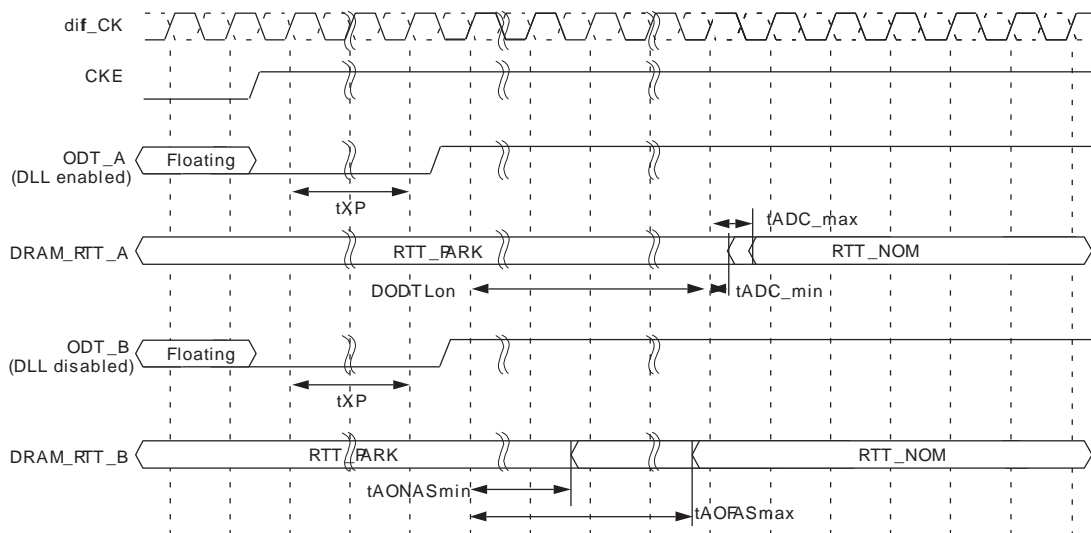 dif_CK
CKE
ODT_A
(DLL enabled)
Floating
tXP
tADC_max
DRAM_RTT_A
RTT_PARK
RTT_NOM
DODTLon
tADC_min
ODT_B
(DLL disabled)
Floating
tXP
DRAM_RTT_B
RTT_PARK
RTT_NOM
tAONASmin
tAOFASmax